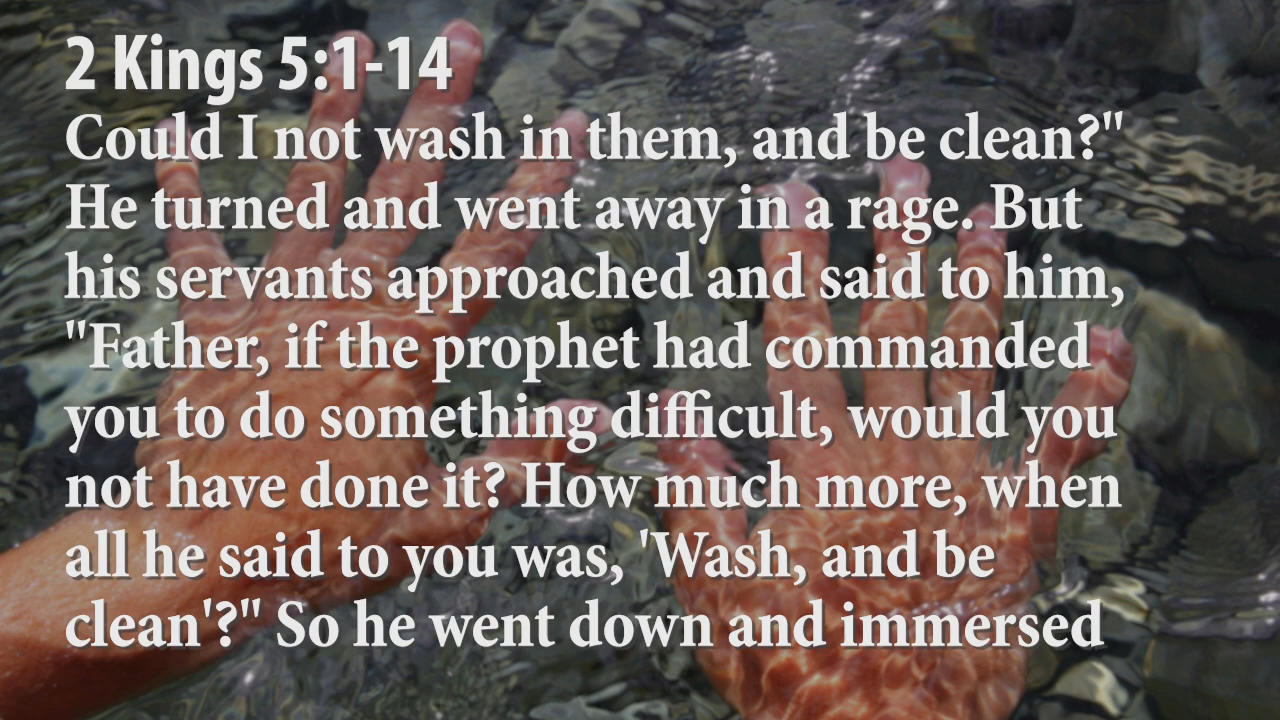 2 Kings 5:1-14
Could I not wash in them, and be clean?"
He turned and went away in a rage. But
his servants approached and said to him,
"Father, if the prophet had commanded
you to do something difficult, would you
not have done it? How much more, when
all he said to you was, 'Wash, and be
clean'?" So he went down and immersed